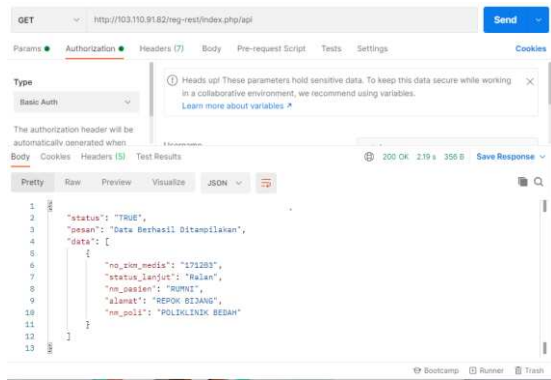 GET http://103.110.91.82/reg-rest/index.php/api Send
Params Authorization Headers (7) Body Pre-request Script Tests Settings Cookies
Type
Basic Auth
The authorization header will be
automatically generated when
Heads up! These parameters hold sensitive data. To keep this data secure while working
in a collaborative environment, we recommend using variables.
Learn more about variables ↗
Username
Body Cookies Headers (5) Test Results 200 OK 2.19 s 356 B Save Response
Pretty Raw Preview Visualize JSON
1 {
2 "status": "TRUE",
3 "pesan": "Data Berhasil Ditampilakan",
4 "data": [
5 {
6 "no_rkm_medis": "171203",
7 "status_lanjut": "Ralan",
8 "nm_pasien": "RUMNI",
9 "alamat": "REPOK BIJANG",
10 "nm_poli": "POLIKLINIK BEDAH"
11 }
12 ]
13 }
Bootcamp Runner Trash